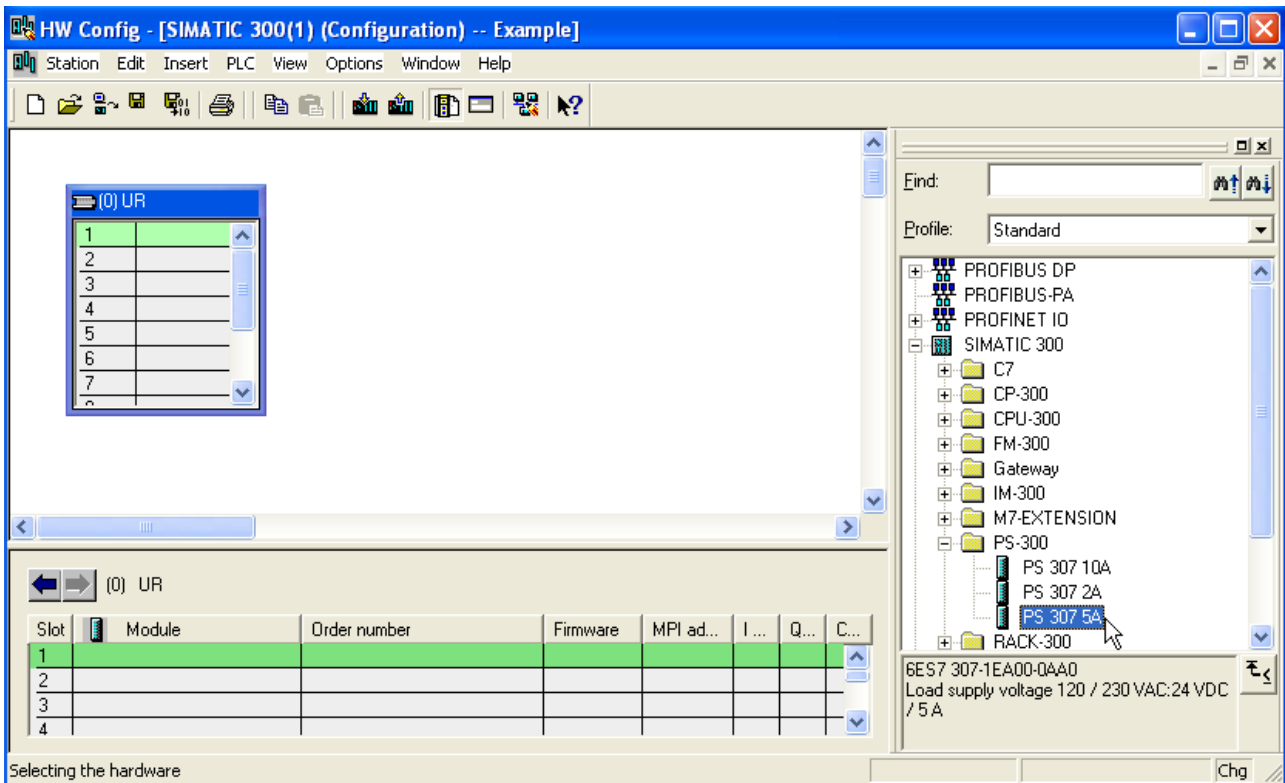 HW Config - [SIMATIC 300(1) (Configuration) -- Example]
Station Edit Insert PLC View Options Window Help
(0) UR
1
2
3
4
5
6
7
Find:
Profile: Standard
PROFIBUS DP
PROFIBUS-PA
PROFINET IO
SIMATIC 300
C7
CP-300
CPU-300
FM-300
Gateway
IM-300
M7-EXTENSION
PS-300
PS 307 10A
PS 307 2A
PS 307 5A
RACK-300
6ES7 307-1EA00-0AA0
Load supply voltage 120 / 230 VAC:24 VDC
/ 5 A
(0) UR
Slot Module Order number Firmware MPI ad... I ... Q... C...
1
2
3
4
Selecting the hardware Chg